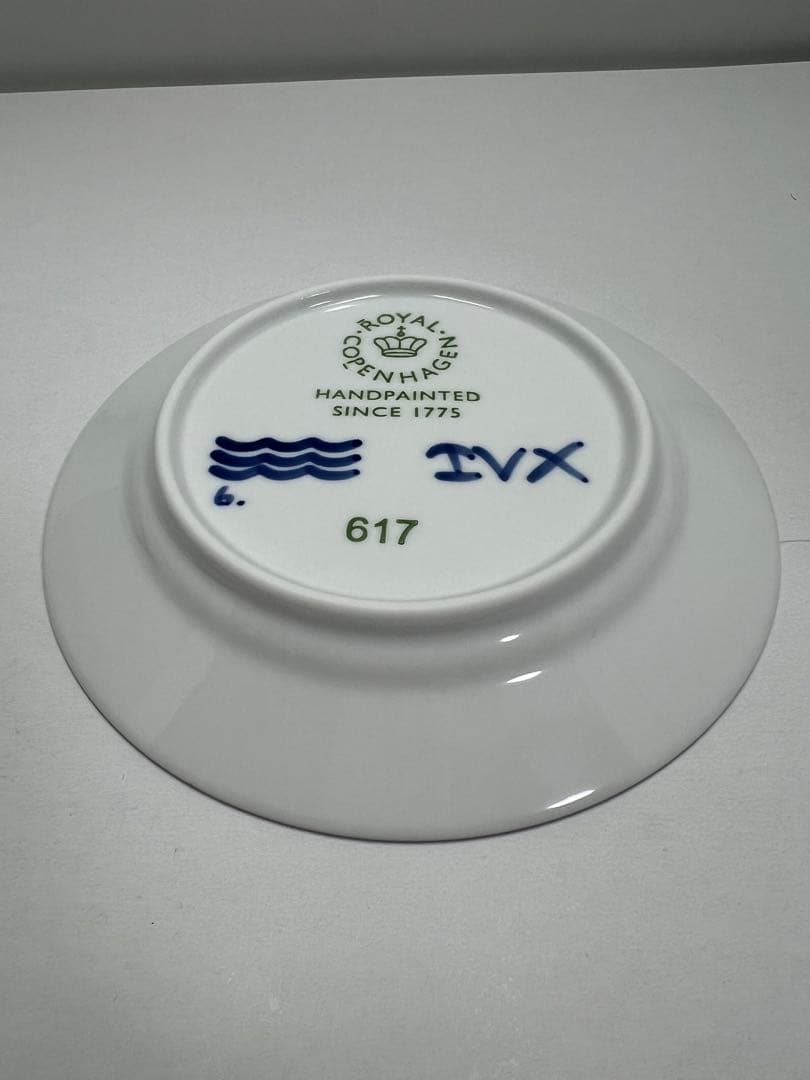 ROYAL COPENHAGEN
HANDPAINTED
SINCE 1775
IVX
6.
617